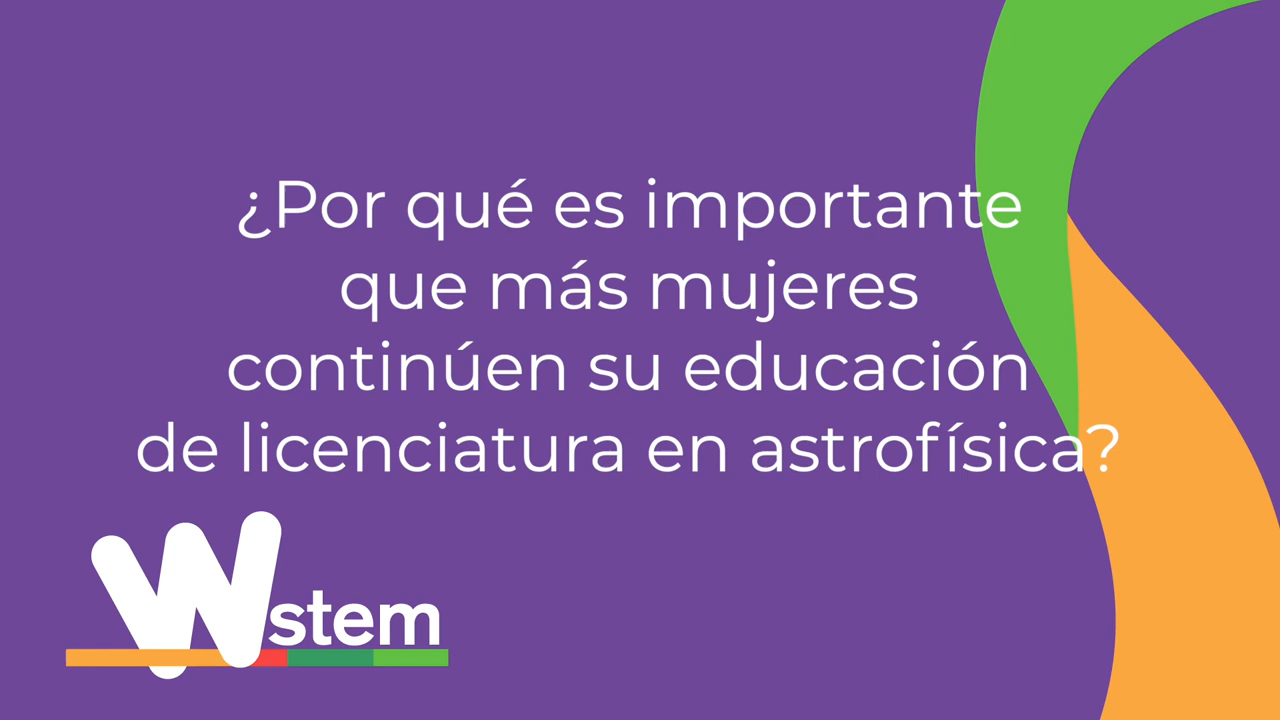 ¿Por qué es importante
que más mujeres
continúen su educación
de licenciatura en astrofísica?
Wstem